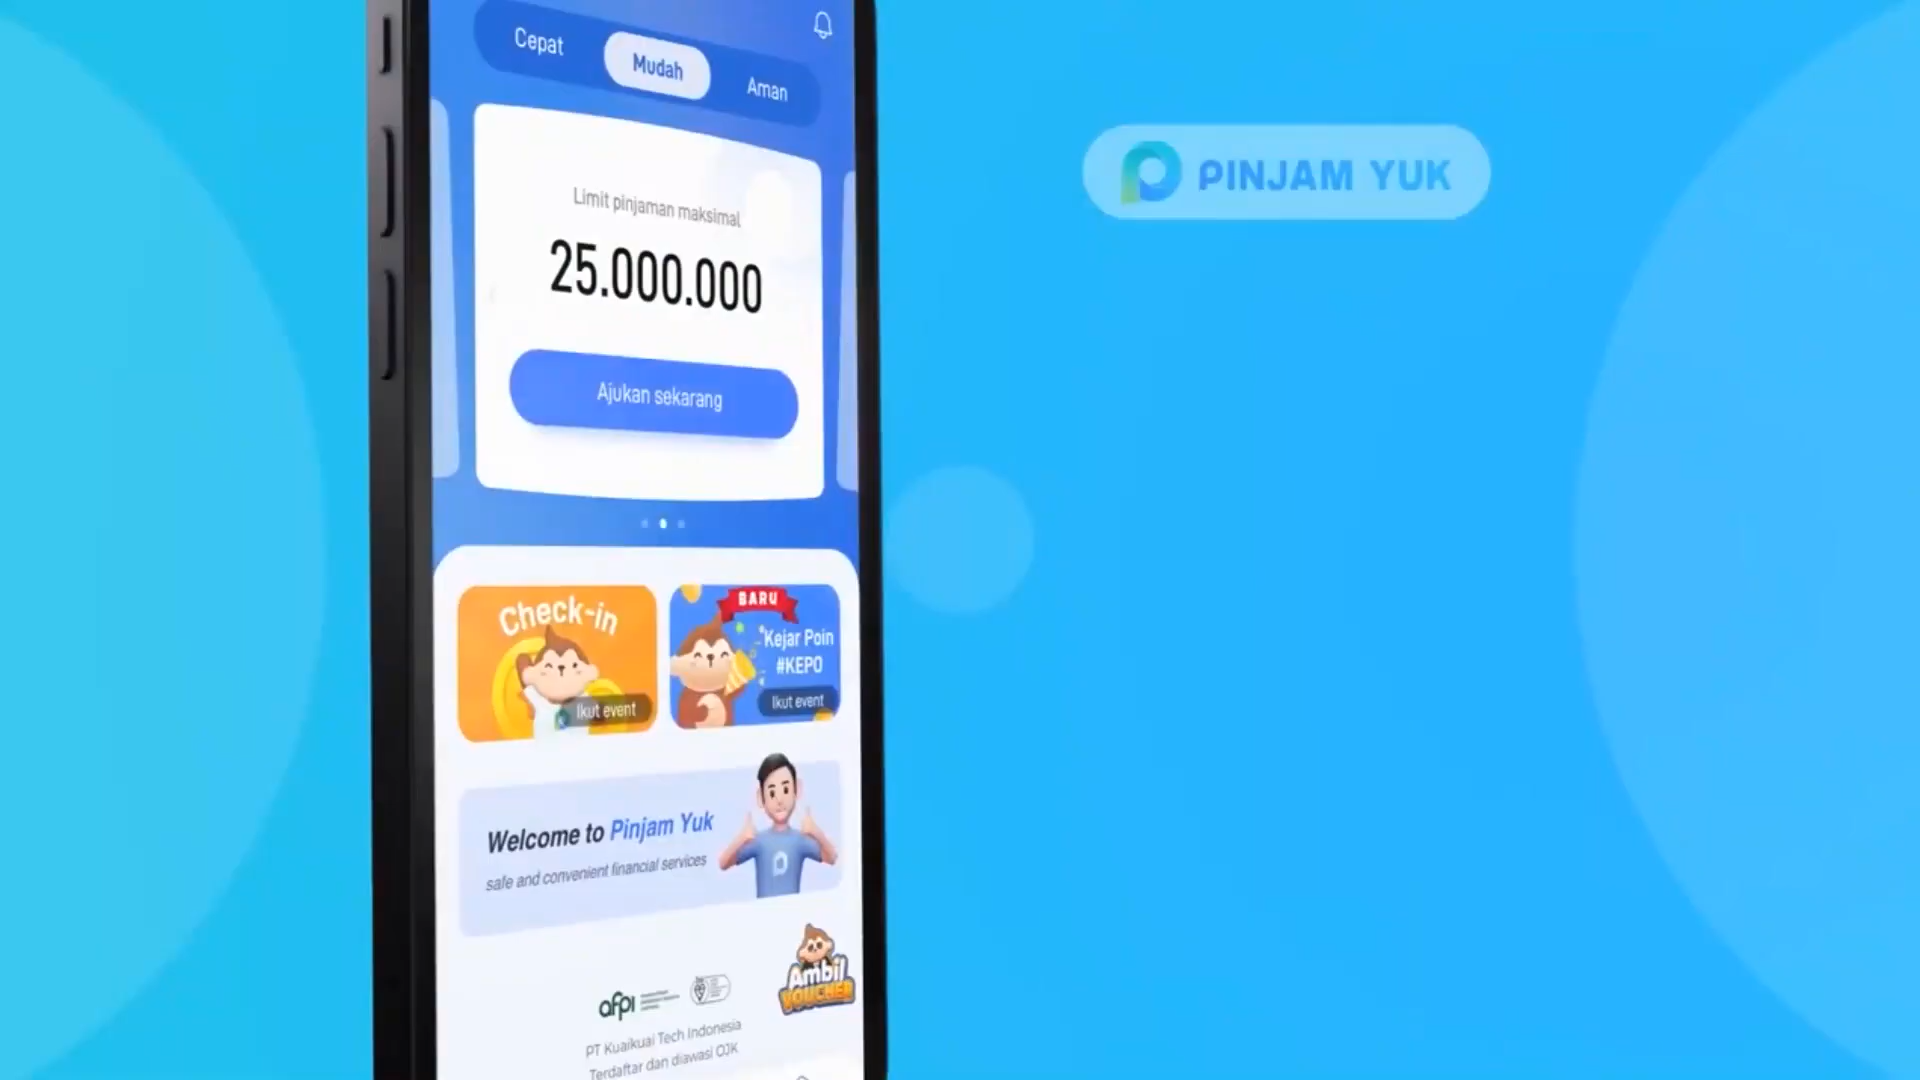 Cepat
Mudah
Aman
PINJAM YUK
Limit pinjaman maksimal
25.000.000
Ajukan sekarang
Check-in
Ikut event
BARU
Kejar Poin
#KEPO
Ikut event
Welcome to Pinjam Yuk
safe and convenient financial services
Ambil
VOUCHER
afpi
PT Kuaikuai Tech Indonesia
Terdaftar dan diawasi OJK